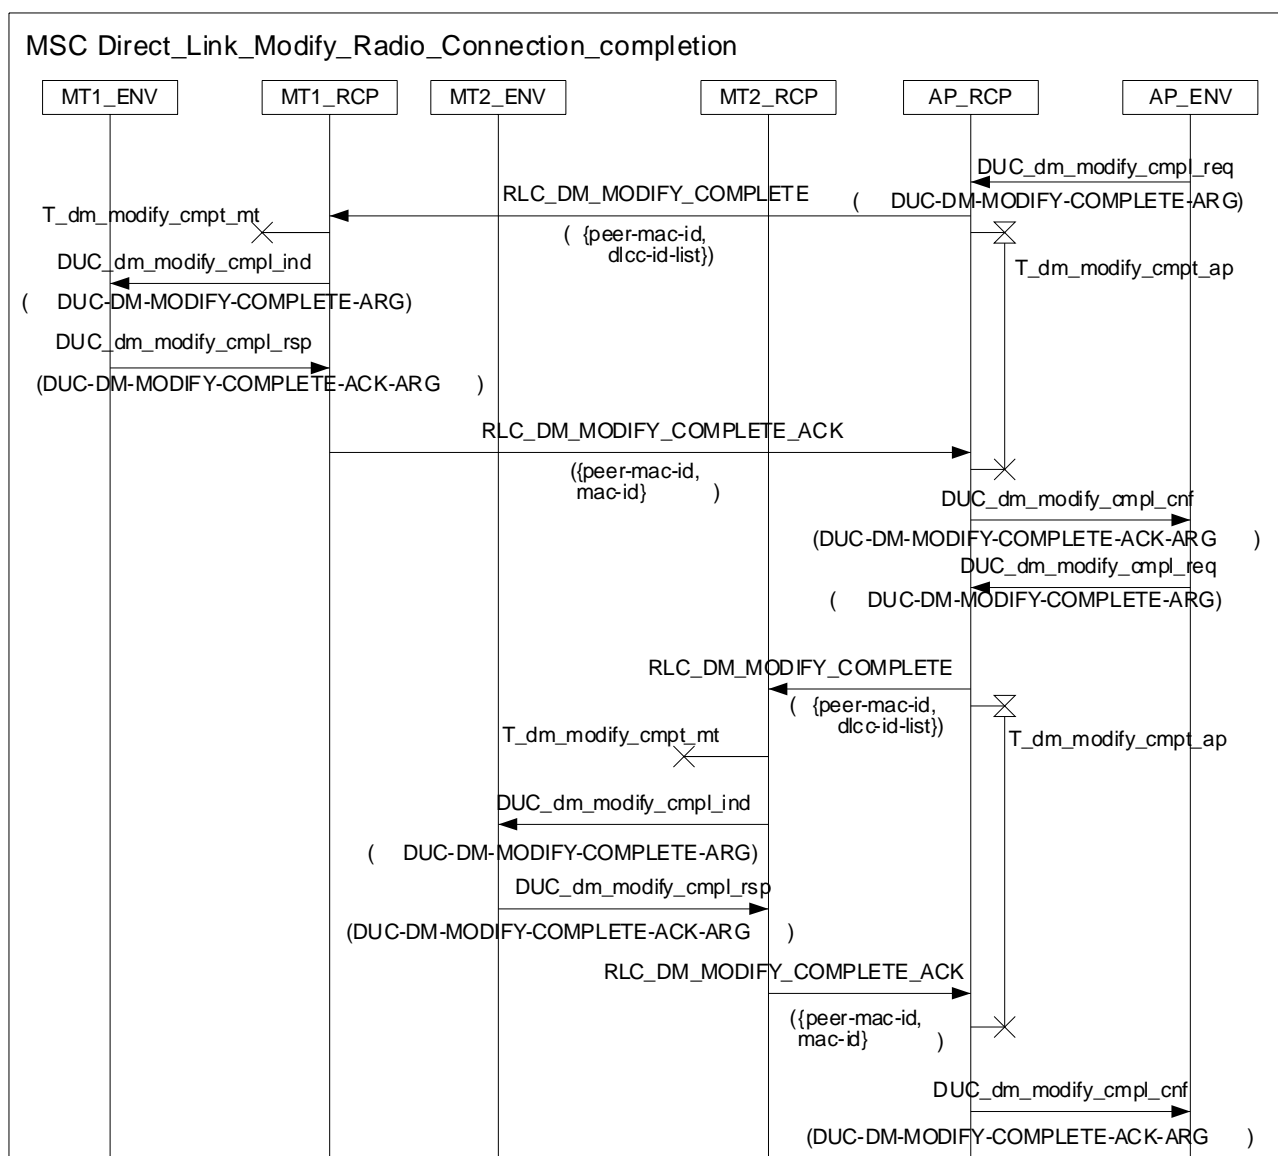 MSC Direct_Link_Modify_Radio_Connection_completion
MT1_ENV MT1_RCP MT2_ENV MT2_RCP AP_RCP AP_ENV
DUC_dm_modify_cmpl_req
RLC_DM_MODIFY_COMPLETE
( DUC-DM-MODIFY-COMPLETE-ARG)
T_dm_modify_cmpt_mt
( {peer-mac-id,
dlcc-id-list})
DUC_dm_modify_cmpl_ind
T_dm_modify_cmpt_ap
( DUC-DM-MODIFY-COMPLETE-ARG)
DUC_dm_modify_cmpl_rsp
(DUC-DM-MODIFY-COMPLETE-ACK-ARG )
RLC_DM_MODIFY_COMPLETE_ACK
({peer-mac-id,
mac-id} )
DUC_dm_modify_cmpl_cnf
(DUC-DM-MODIFY-COMPLETE-ACK-ARG )
DUC_dm_modify_cmpl_req
( DUC-DM-MODIFY-COMPLETE-ARG)
RLC_DM_MODIFY_COMPLETE
( {peer-mac-id,
dlcc-id-list})
T_dm_modify_cmpt_mt
T_dm_modify_cmpt_ap
DUC_dm_modify_cmpl_ind
( DUC-DM-MODIFY-COMPLETE-ARG)
DUC_dm_modify_cmpl_rsp
(DUC-DM-MODIFY-COMPLETE-ACK-ARG )
RLC_DM_MODIFY_COMPLETE_ACK
({peer-mac-id,
mac-id} )
DUC_dm_modify_cmpl_cnf
(DUC-DM-MODIFY-COMPLETE-ACK-ARG )